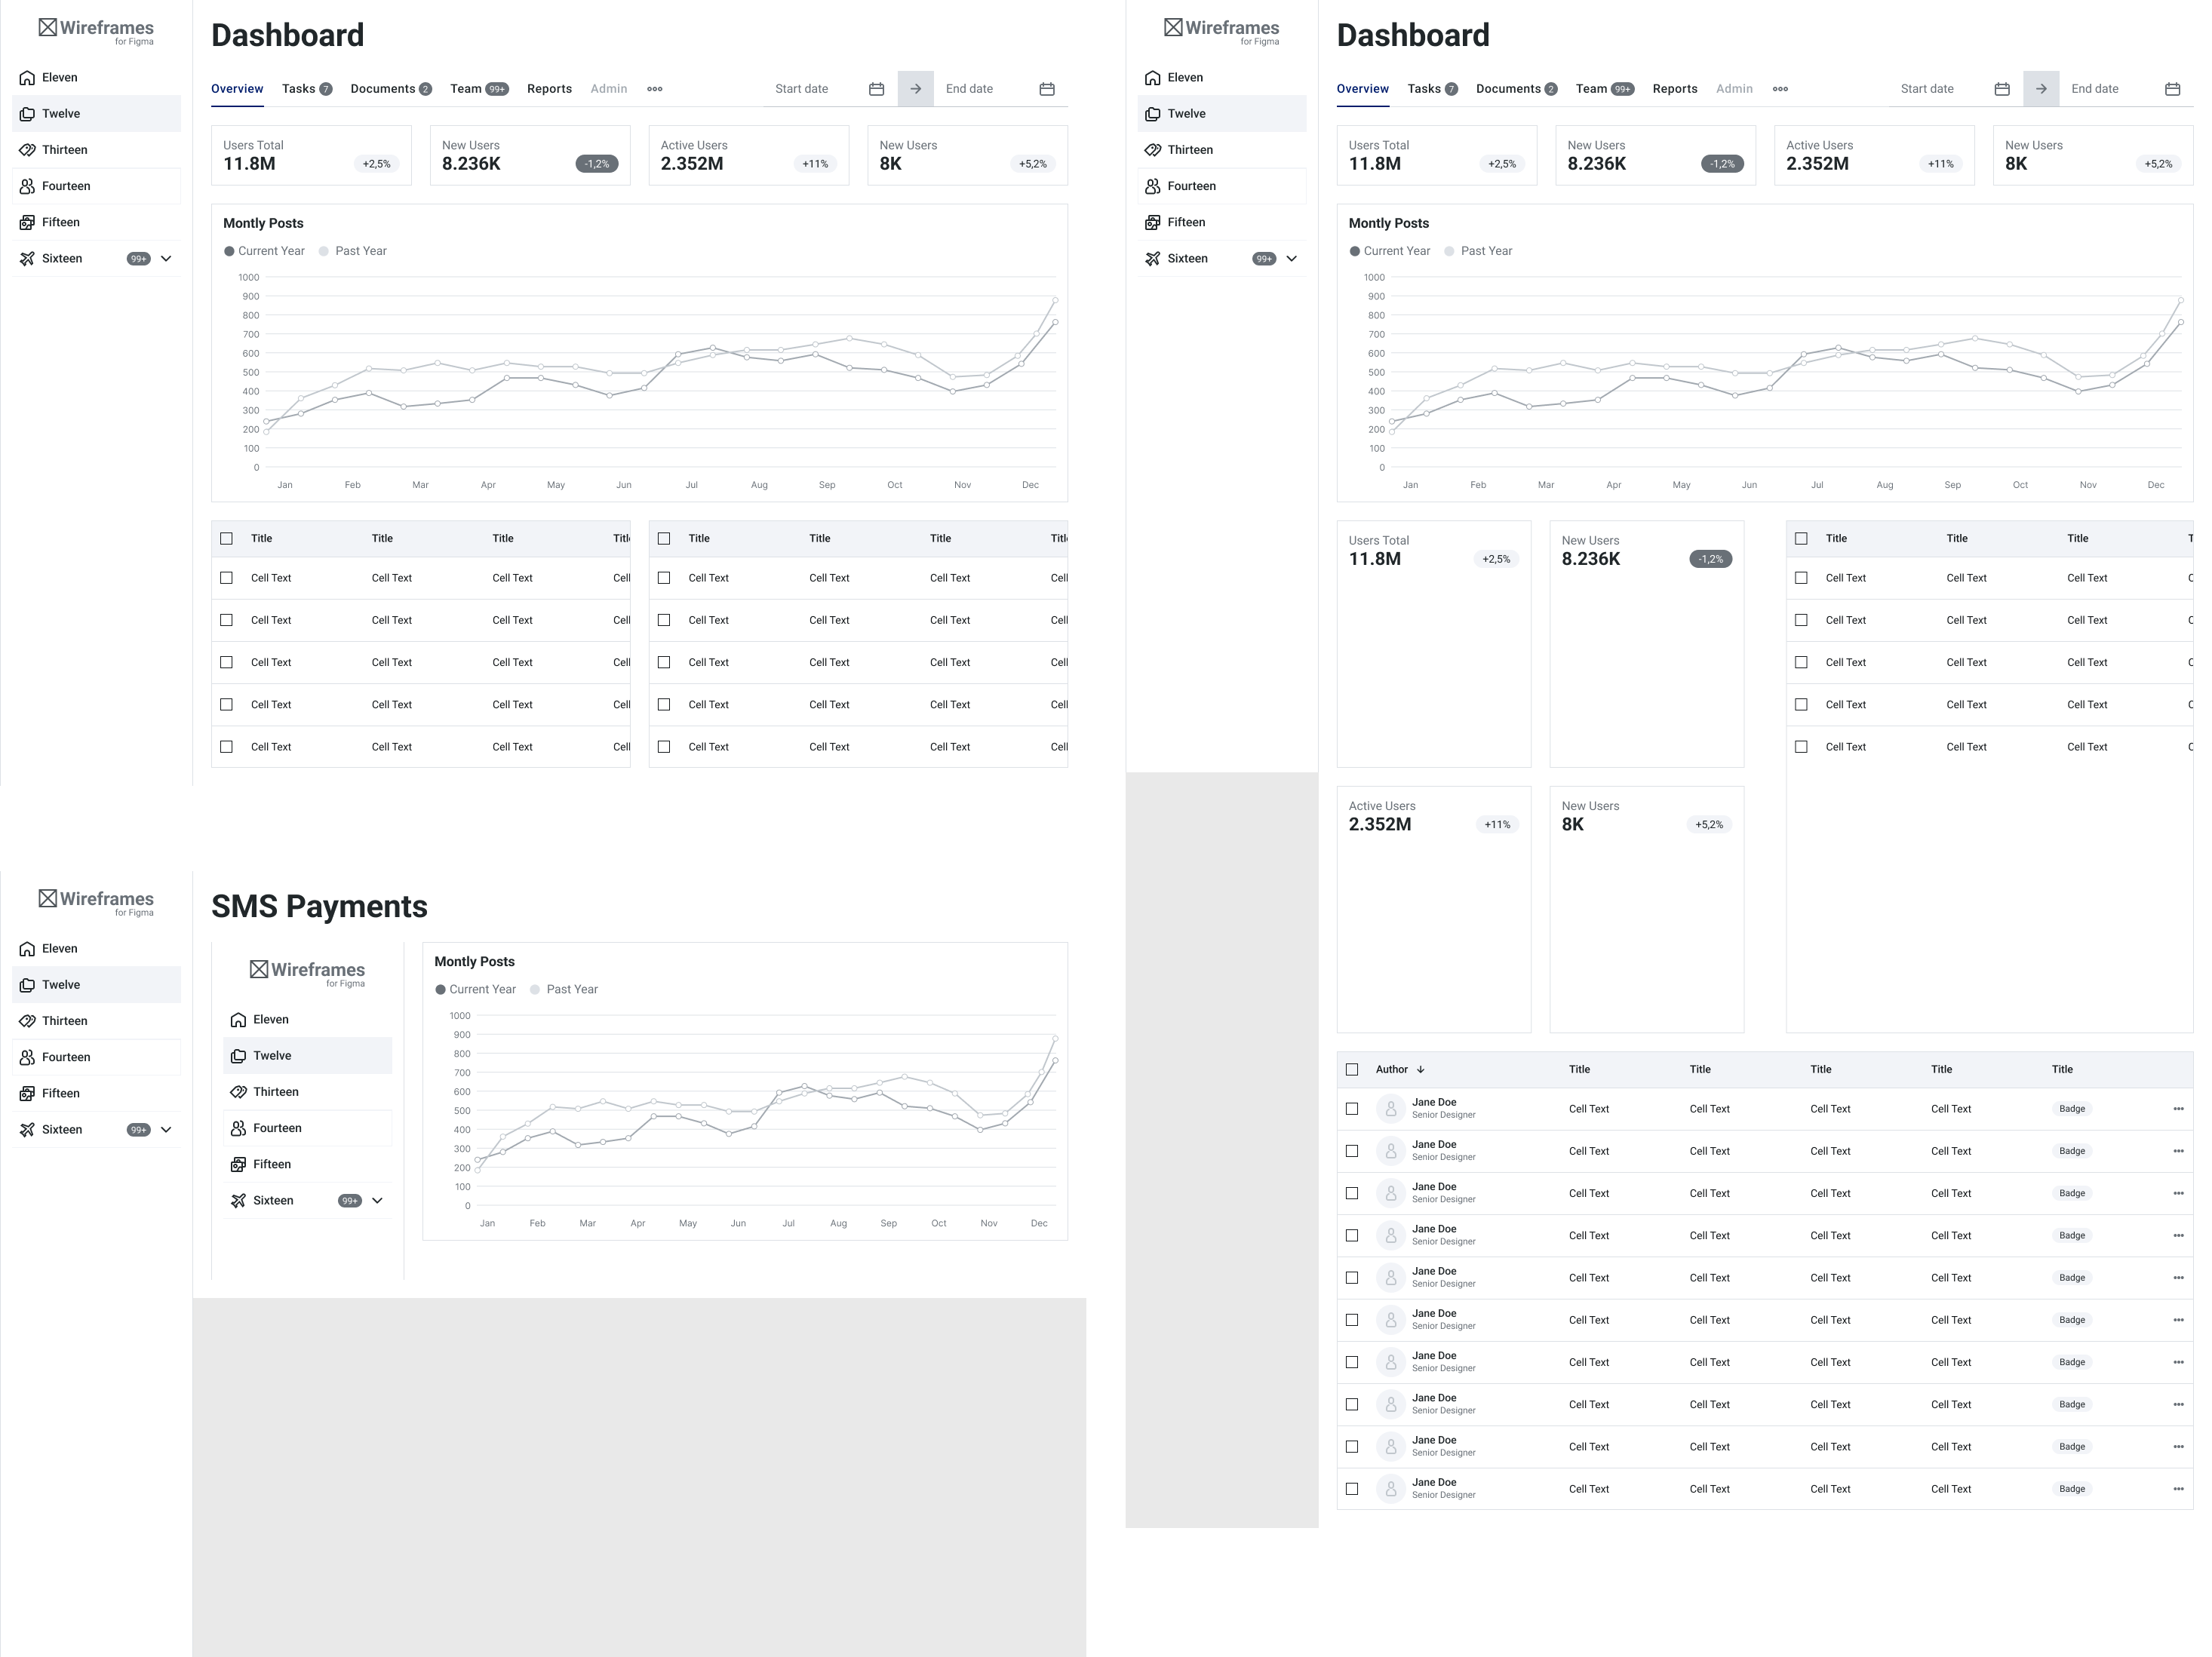 Wireframes
for Figma
Eleven
Twelve
Thirteen
Fourteen
Fifteen
Sixteen 99+
Dashboard
Overview Tasks 7 Documents 2 Team 99+ Reports Admin Start date End date
Users Total
11.8M +2,5%
New Users
8.236K -1,2%
Active Users
2.352M +11%
New Users
8K +5,2%
Montly Posts
Current Year Past Year
1000
900
800
700
600
500
400
300
200
100
0
Jan Feb Mar Apr May Jun Jul Aug Sep Oct Nov Dec
Title Title Title Title
Cell Text Cell Text Cell Text Cell
Cell Text Cell Text Cell Text Cell
Cell Text Cell Text Cell Text Cell
Cell Text Cell Text Cell Text Cell
Cell Text Cell Text Cell Text Cell
Title Title Title Title
Cell Text Cell Text Cell Text Cell
Cell Text Cell Text Cell Text Cell
Cell Text Cell Text Cell Text Cell
Cell Text Cell Text Cell Text Cell
Cell Text Cell Text Cell Text Cell
Wireframes
for Figma
Eleven
Twelve
Thirteen
Fourteen
Fifteen
Sixteen 99+
SMS Payments
Wireframes
for Figma
Eleven
Twelve
Thirteen
Fourteen
Fifteen
Sixteen 99+
Montly Posts
Current Year Past Year
1000
900
800
700
600
500
400
300
200
100
0
Jan Feb Mar Apr May Jun Jul Aug Sep Oct Nov Dec
Wireframes
for Figma
Eleven
Twelve
Thirteen
Fourteen
Fifteen
Sixteen 99+
Dashboard
Overview Tasks 7 Documents 2 Team 99+ Reports Admin Start date End date
Users Total
11.8M +2,5%
New Users
8.236K -1,2%
Active Users
2.352M +11%
New Users
8K +5,2%
Montly Posts
Current Year Past Year
1000
900
800
700
600
500
400
300
200
100
0
Jan Feb Mar Apr May Jun Jul Aug Sep Oct Nov Dec
Users Total
11.8M +2,5%
New Users
8.236K -1,2%
Active Users
2.352M +11%
New Users
8K +5,2%
Title Title Title
Cell Text Cell Text Cell Text
Cell Text Cell Text Cell Text
Cell Text Cell Text Cell Text
Cell Text Cell Text Cell Text
Cell Text Cell Text Cell Text
Author Title Title Title Title Title
Jane Doe
Senior Designer
Cell Text Cell Text Cell Text Cell Text Badge
Jane Doe
Senior Designer
Cell Text Cell Text Cell Text Cell Text Badge
Jane Doe
Senior Designer
Cell Text Cell Text Cell Text Cell Text Badge
Jane Doe
Senior Designer
Cell Text Cell Text Cell Text Cell Text Badge
Jane Doe
Senior Designer
Cell Text Cell Text Cell Text Cell Text Badge
Jane Doe
Senior Designer
Cell Text Cell Text Cell Text Cell Text Badge
Jane Doe
Senior Designer
Cell Text Cell Text Cell Text Cell Text Badge
Jane Doe
Senior Designer
Cell Text Cell Text Cell Text Cell Text Badge
Jane Doe
Senior Designer
Cell Text Cell Text Cell Text Cell Text Badge
Jane Doe
Senior Designer
Cell Text Cell Text Cell Text Cell Text Badge